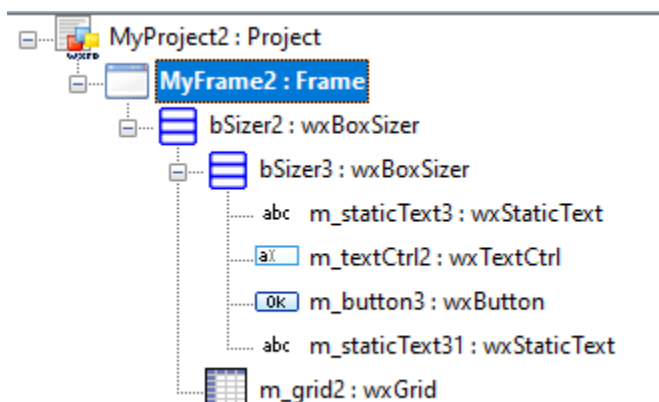 wxFB
MyProject2 : Project
MyFrame2 : Frame
bSizer2 : wxBoxSizer
bSizer3 : wxBoxSizer
abc m_staticText3 : wxStaticText
a m_textCtrl2 : wxTextCtrl
Ok m_button3 : wxButton
abc m_staticText31 : wxStaticText
m_grid2 : wxGrid